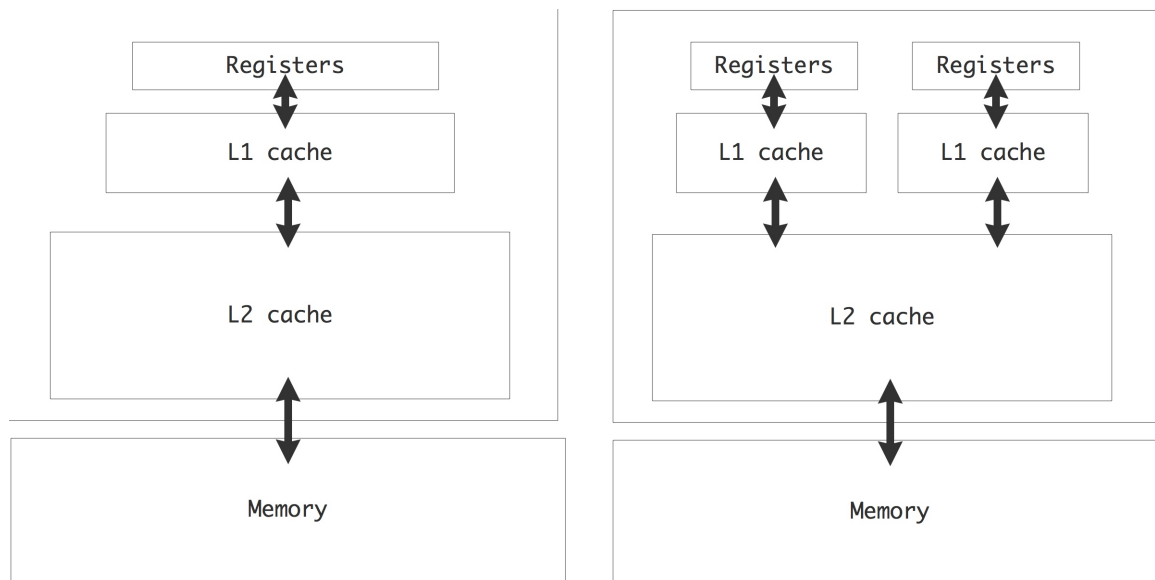 Registers
L1 cache
L2 cache
Memory
Registers
Registers
L1 cache
L1 cache
L2 cache
Memory